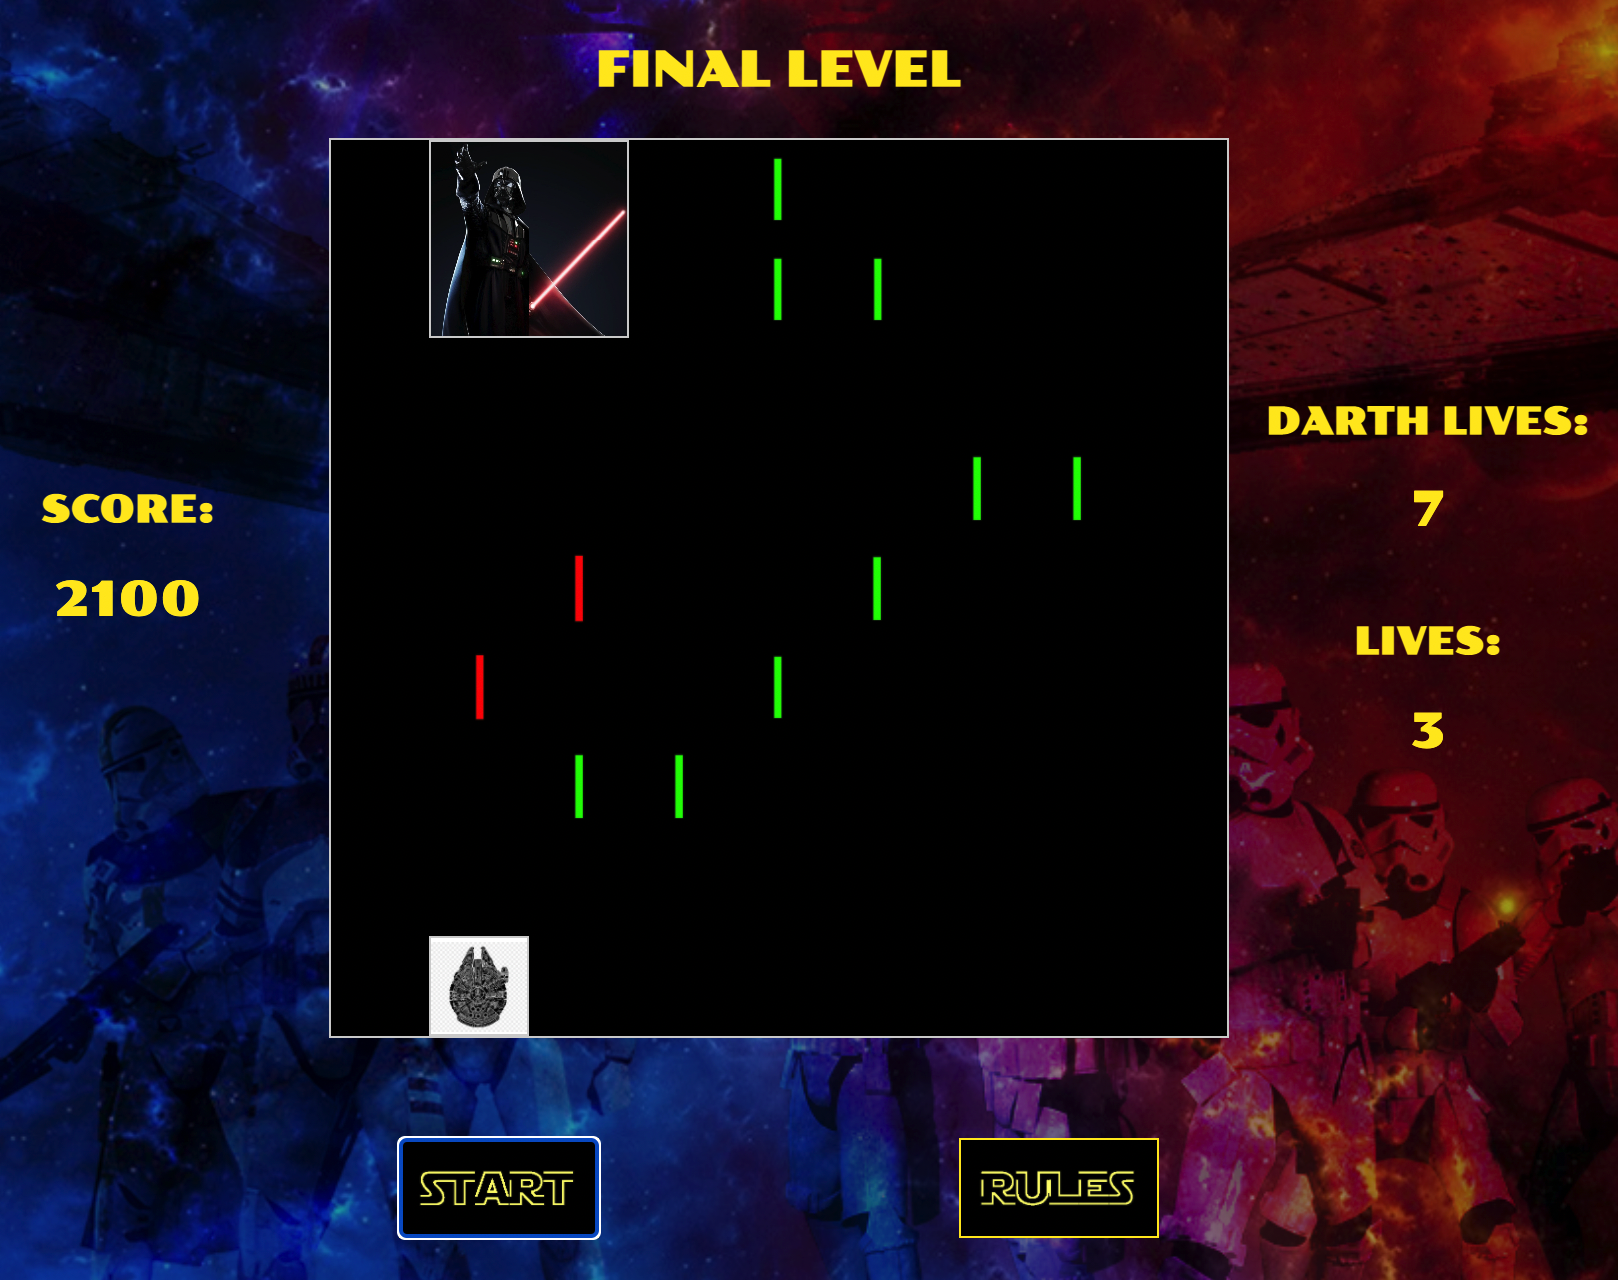 FINAL LEVEL
SCORE:
2100
DARTH LIVES:
7
LIVES:
3
START
RULES